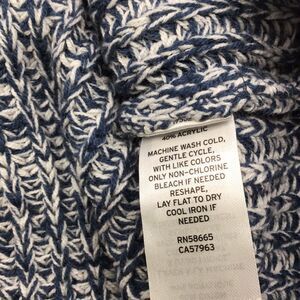 40% ACRYLIC
MACHINE WASH COLD,
GENTLE CYCLE,
WITH LIKE COLORS
ONLY NON-CHLORINE
BLEACH IF NEEDED
RESHAPE,
LAY FLAT TO DRY
COOL IRON IF
NEEDED
RN58665
CA57963